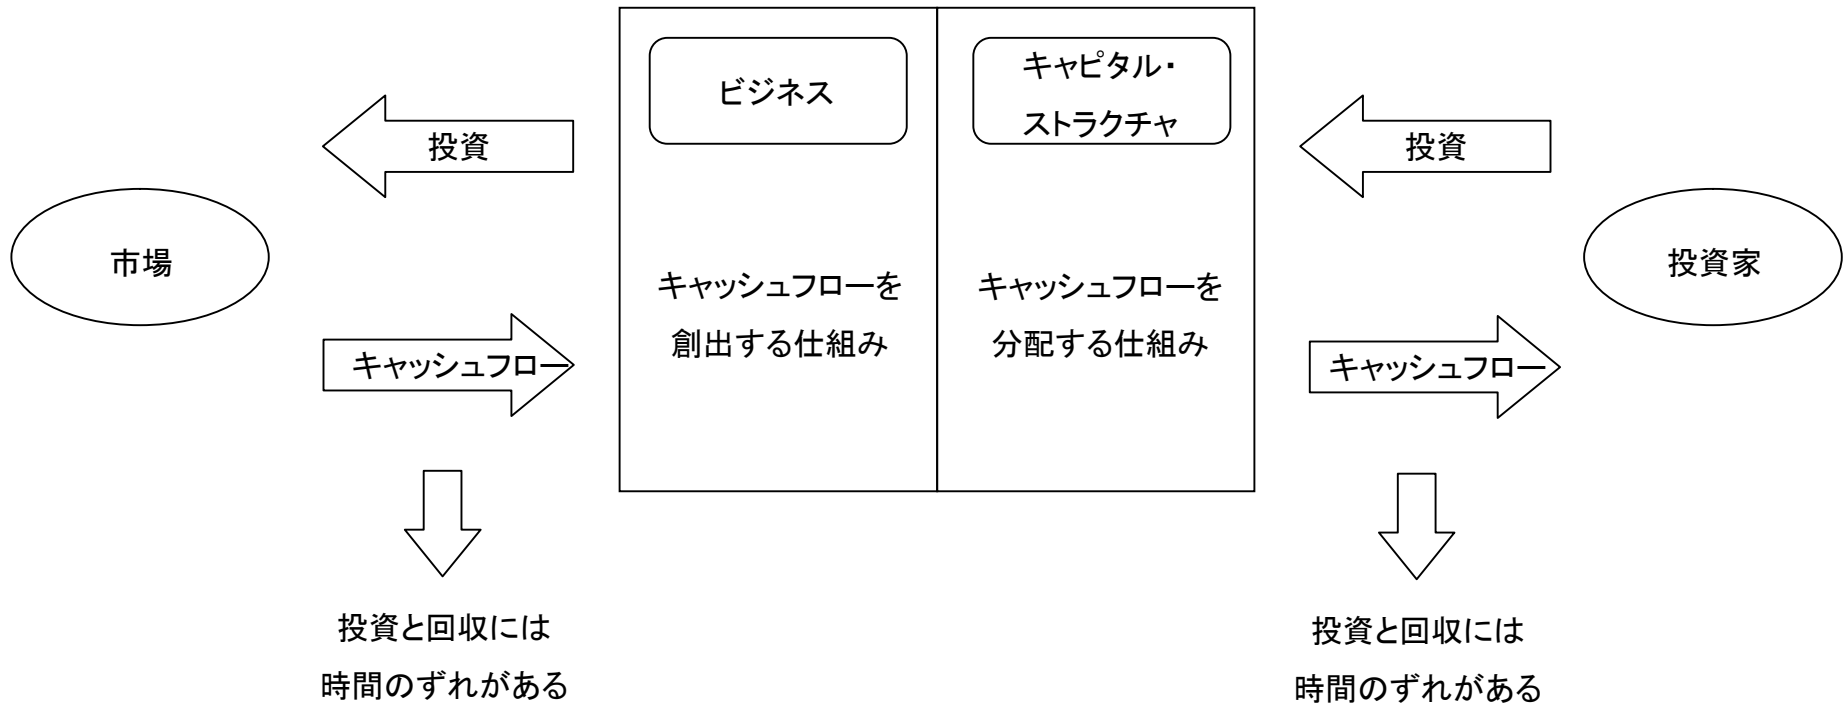 ビジネス
キャピタル・
ストラクチャ
投資
投資
市場
キャッシュフローを
創出する仕組み
キャッシュフローを
分配する仕組み
投資家
キャッシュフロー
キャッシュフロー
投資と回収には
時間のずれがある
投資と回収には
時間のずれがある